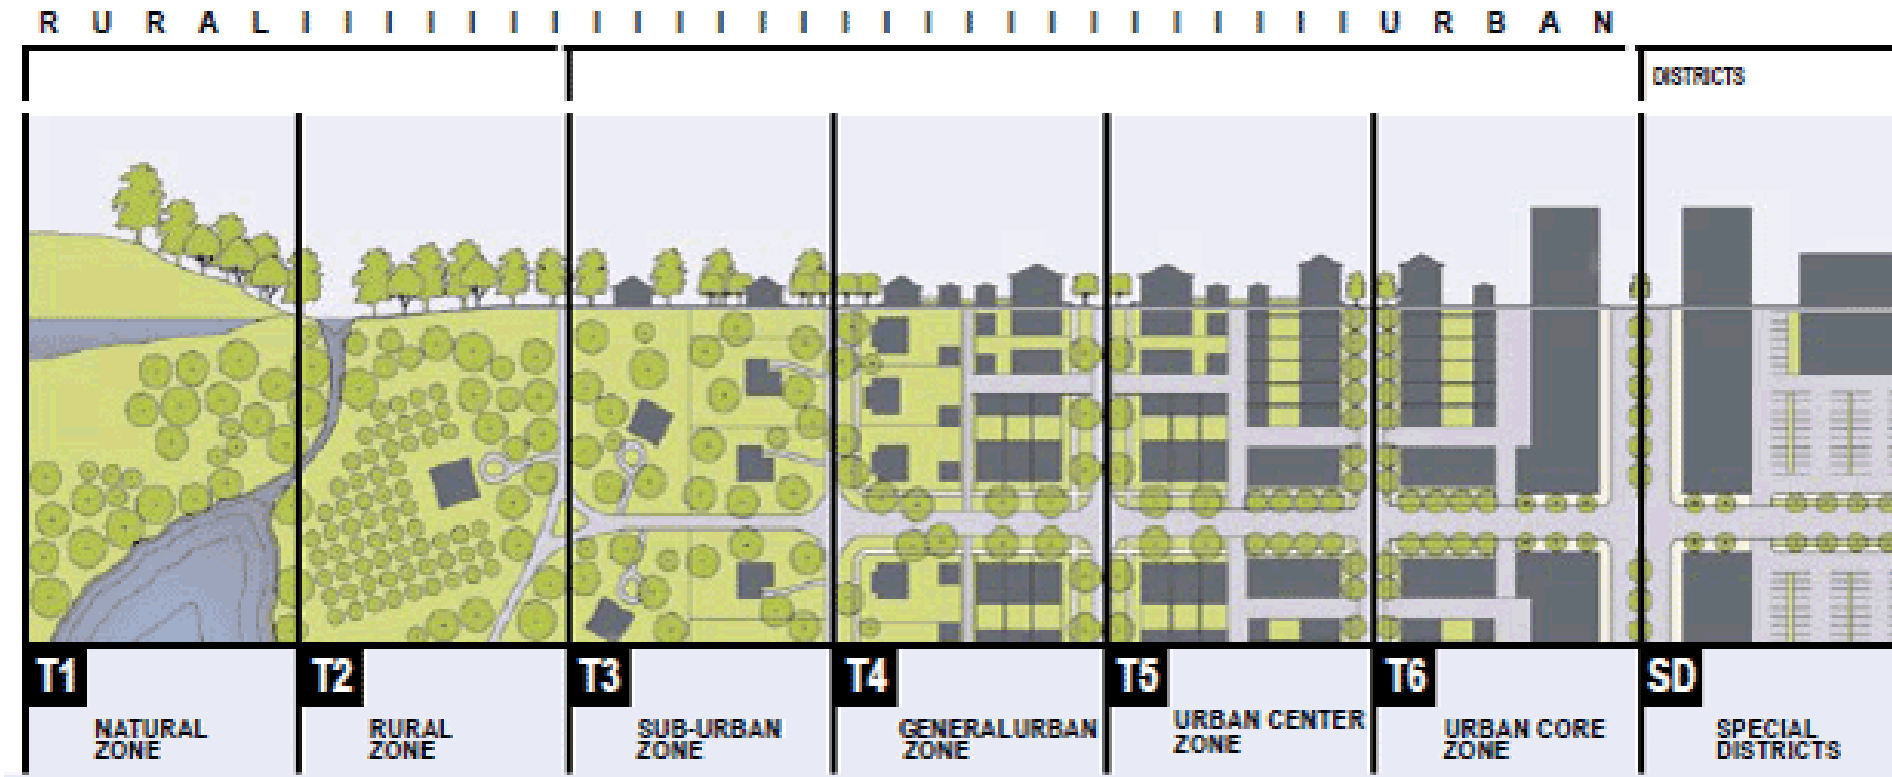 RURAL I I I I I I I I I I I I I I I I I I I I I I I I I I URBAN
DISTRICTS
T1
NATURAL
ZONE
T2
RURAL
ZONE
T3
SUB-URBAN
ZONE
T4
GENERAL URBAN
ZONE
T5
URBAN CENTER
ZONE
T6
URBAN CORE
ZONE
SD
SPECIAL
DISTRICTS